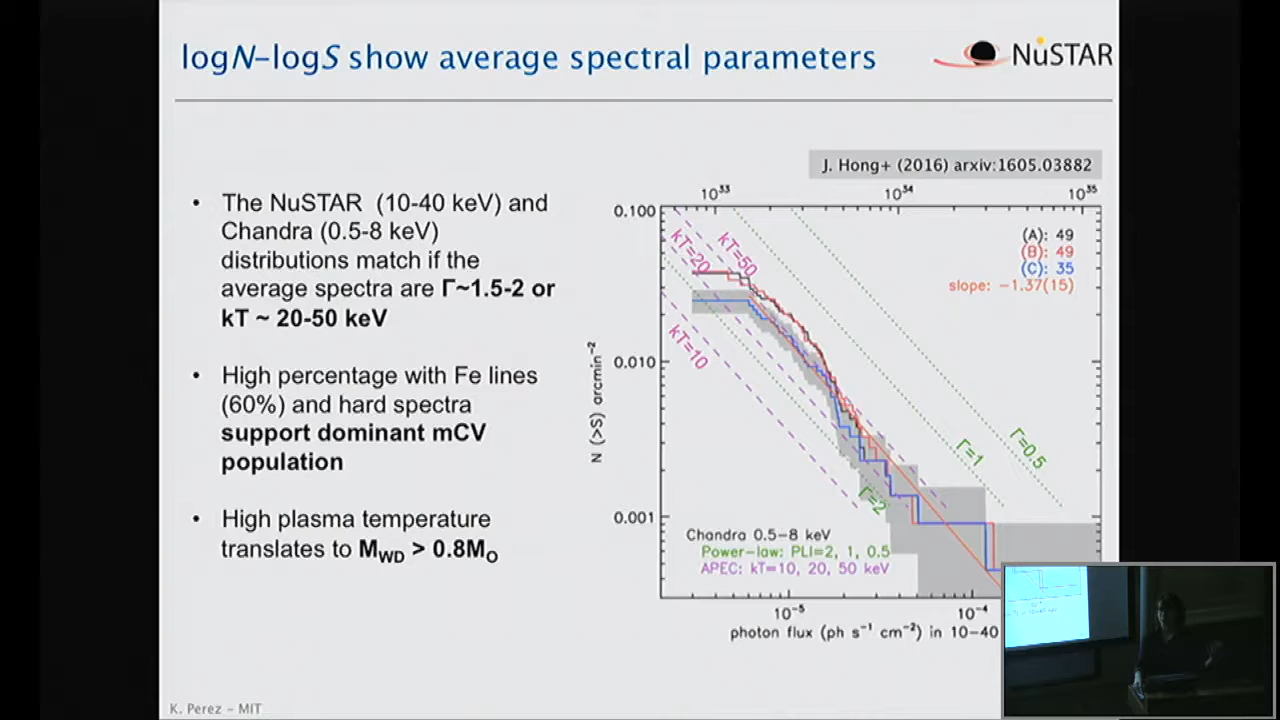 logN-logS show average spectral parameters
NuSTAR
J. Hong+ (2016) arxiv:1605.03882
• The NuSTAR (10-40 keV) and
Chandra (0.5-8 keV)
distributions match if the
average spectra are Γ~1.5-2 or
kT ~ 20-50 keV
• High percentage with Fe lines
(60%) and hard spectra
support dominant mCV
population
• High plasma temperature
translates to MWD > 0.8MO
10³³ 10³⁴ 10³⁵
0.100
0.010
0.001
N (>S) arcmin⁻²
(A): 49
(B): 49
(C): 35
slope: −1.37(15)
kT=50
kT=20
kT=10
Γ=0.5
Γ=1
Γ=2
Chandra 0.5−8 keV
Power-law: PLI=2, 1, 0.5
APEC: kT=10, 20, 50 keV
10⁻⁵ 10⁻⁴
photon flux (ph s⁻¹ cm⁻²) in 10−40
K. Perez - MIT